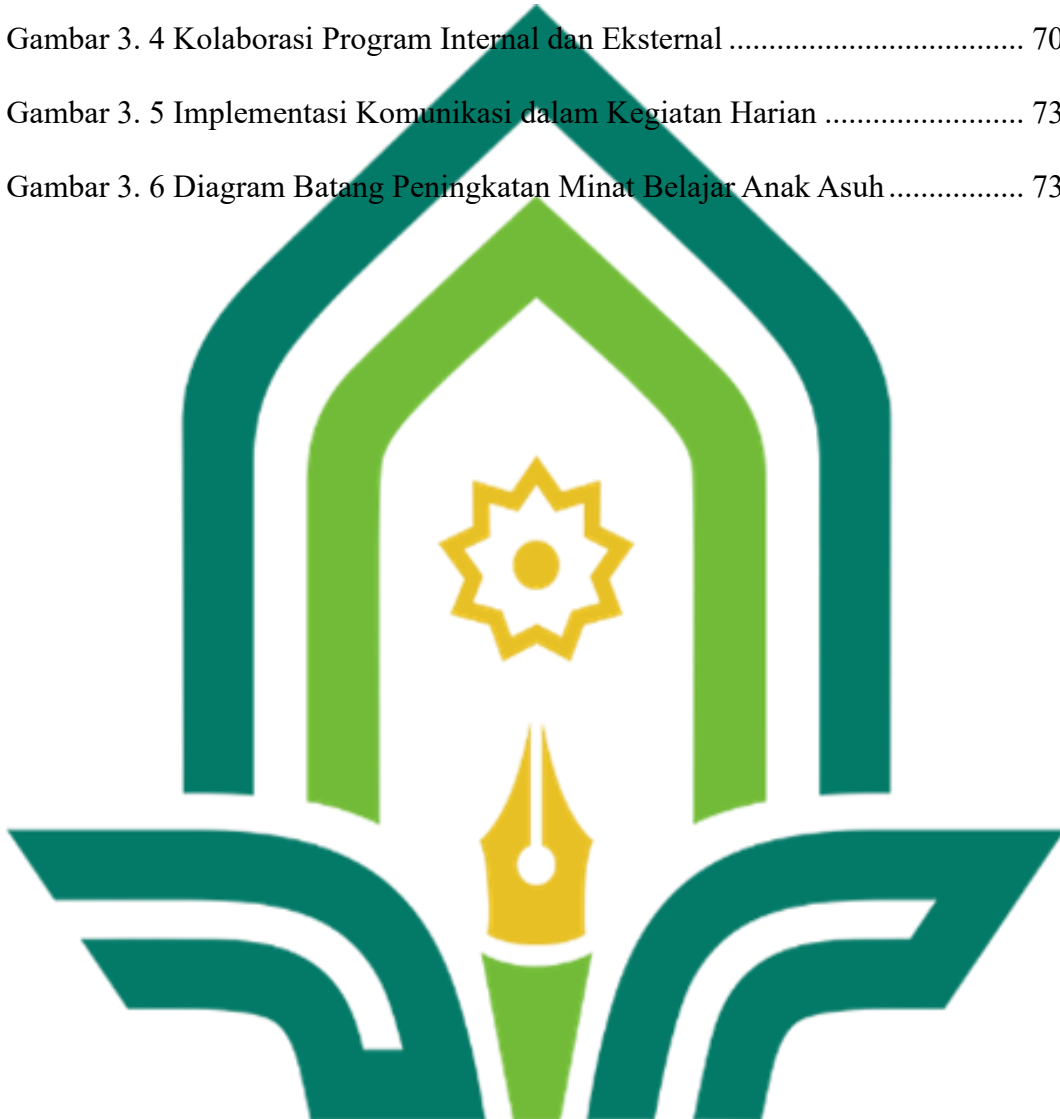 Gambar 3. 4 Kolaborasi Program Internal dan Eksternal ................................... 70
Gambar 3. 5 Implementasi Komunikasi dalam Kegiatan Harian ........................ 73
Gambar 3. 6 Diagram Batang Peningkatan Minat Belajar Anak Asuh ................ 73